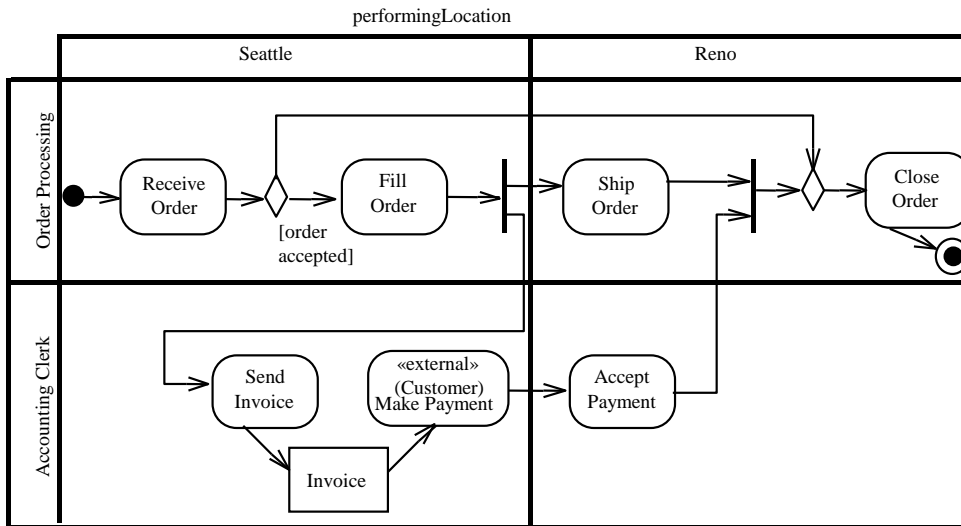 performingLocation
Seattle
Reno
Order Processing
Receive
Order
[order
accepted]
Fill
Order
Ship
Order
Close
Order
Accounting Clerk
Send
Invoice
Invoice
«external»
(Customer)
Make Payment
Accept
Payment